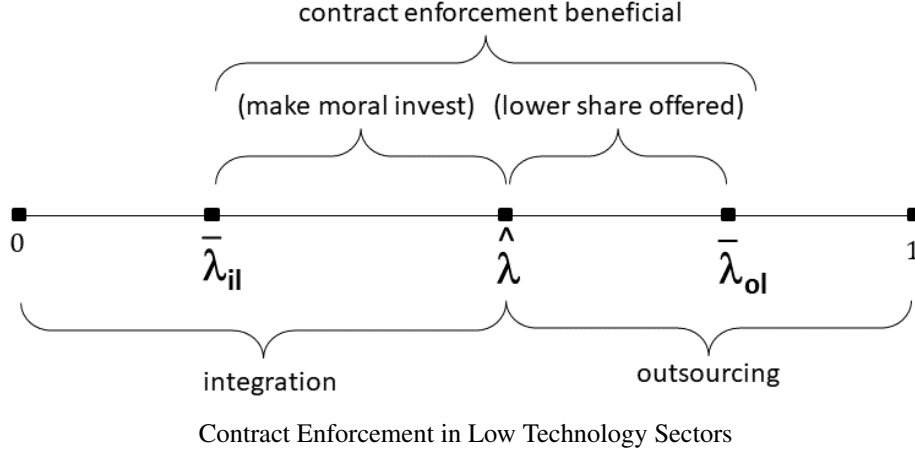 contract enforcement beneficial
(make moral invest) (lower share offered)
0 λ̄il λ̂ λ̄ol 1
integration outsourcing
Contract Enforcement in Low Technology Sectors